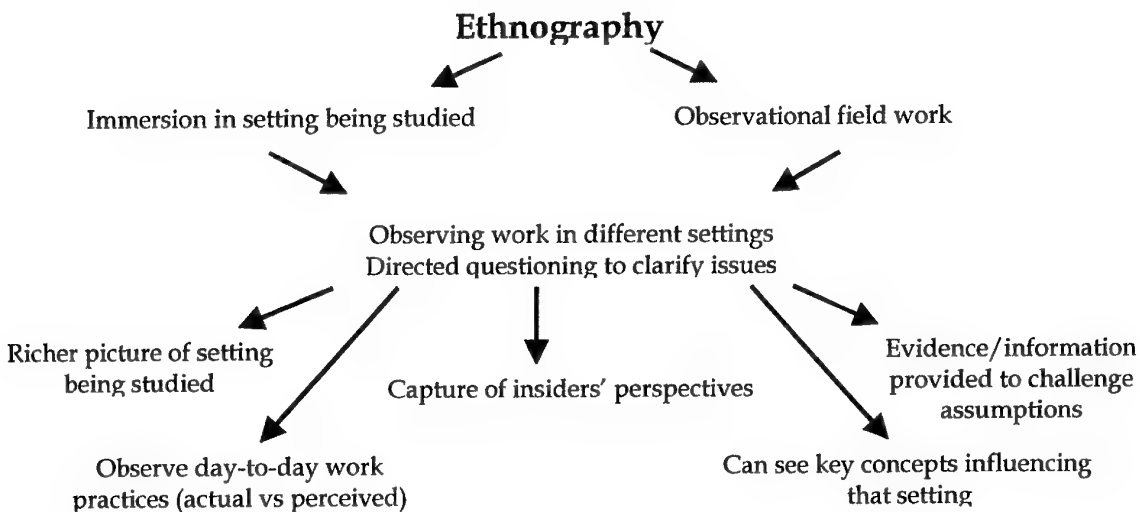 Ethnography
Immersion in setting being studied
Observational field work
Observing work in different settings
Directed questioning to clarify issues
Richer picture of setting
being studied
Capture of insiders' perspectives
Evidence/information
provided to challenge
assumptions
Observe day-to-day work
practices (actual vs perceived)
Can see key concepts influencing
that setting